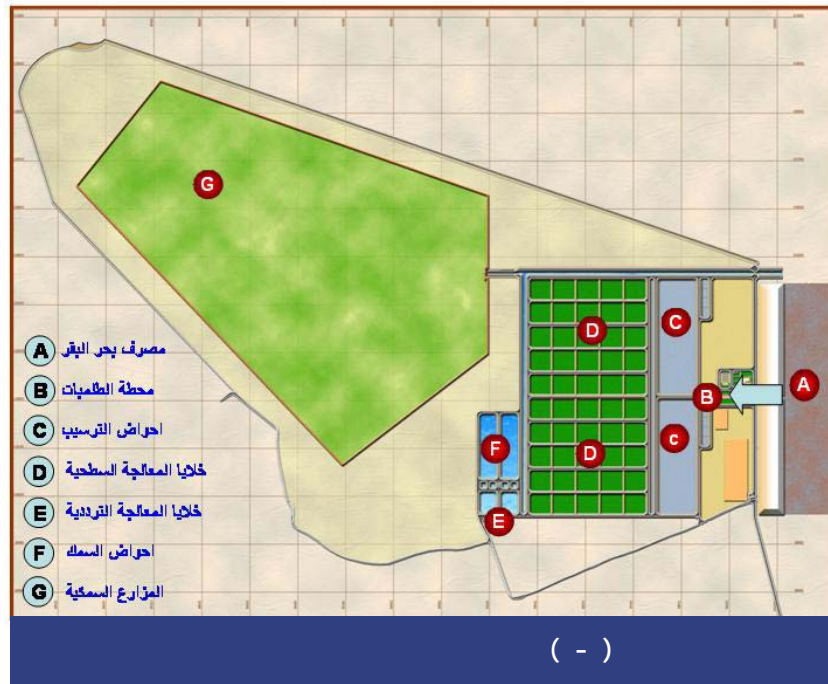 G
D
C
A
B
c
D
F
E
A مصرف بحر البقر
B محطة الطلمبات
C احواض الترسيب
D خلايا المعالجة السطحية
E خلايا المعالجة الترددية
F احواض السمك
G المزارع السمكية
( - )